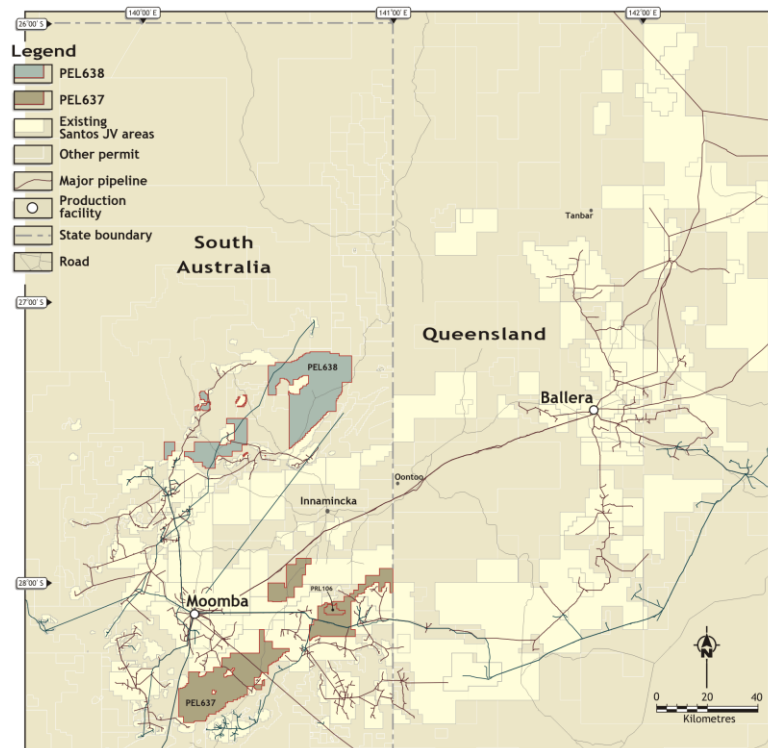 140°00' E
141°00' E
142°00' E
26°00' S
Legend
PEL638
PEL637
Existing
Santos JV areas
Other permit
Major pipeline
Production
facility
State boundary
Road
Tanbar
South
Australia
27°00' S
Queensland
PEL638
Ballera
Oontoo
Innamincka
28°00' S
PRL106
Moomba
PEL637
N
0 20 40
Kilometres